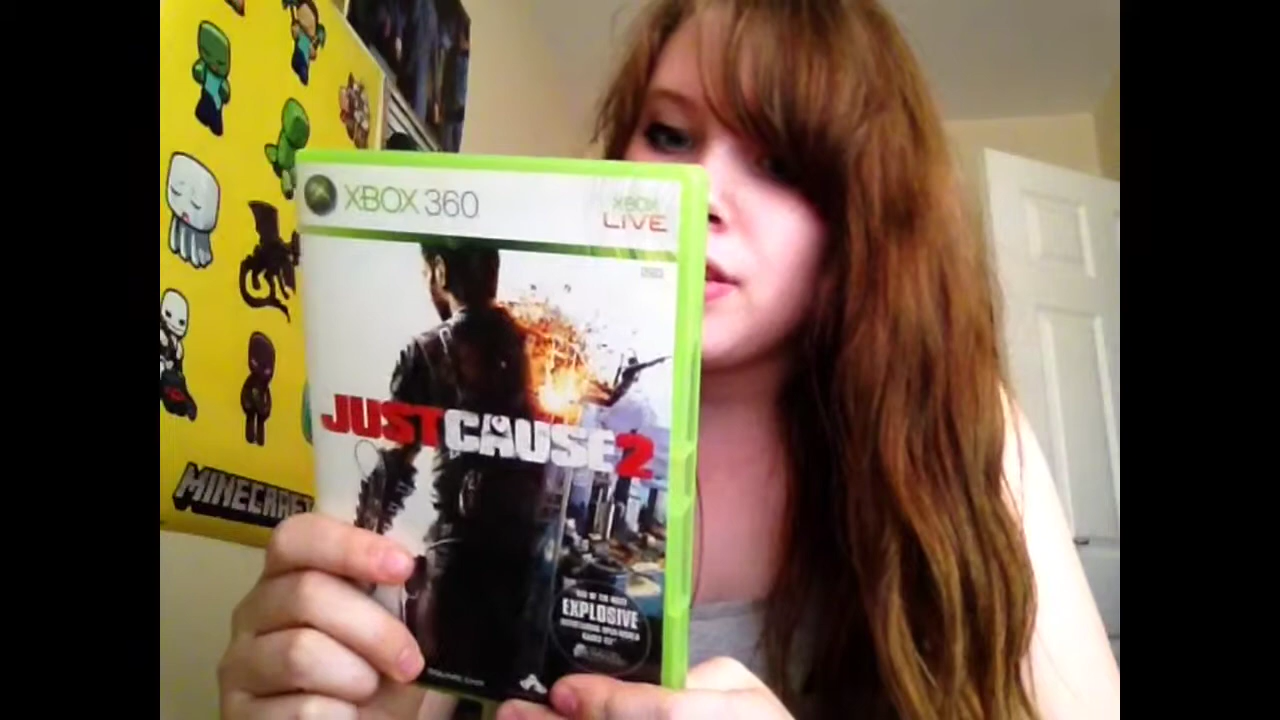 XBOX 360
XBOX
LIVE
JUST CAUSE 2
MINECRAFT
EXPLOSIVE